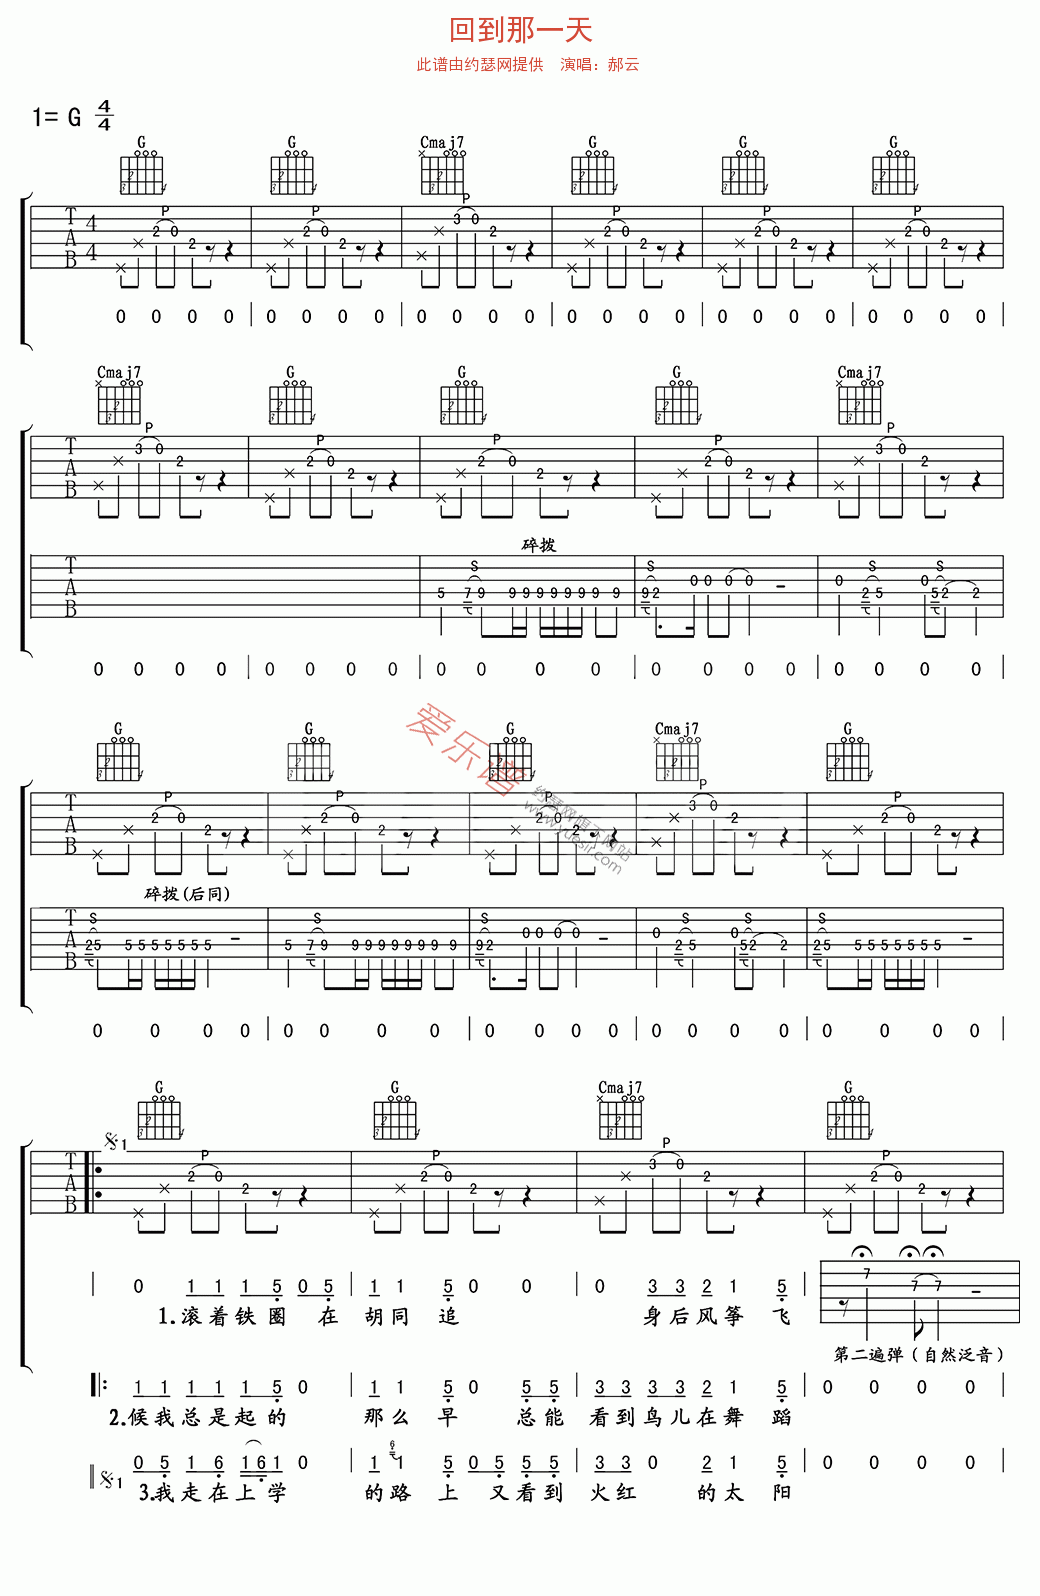 回到那一天
此谱由约瑟网提供 演唱：郝云
1= G 4/4
G G Cmaj7 G G G
P P P P P P
T A B 4 4 2 0 2 2 0 2 3 0 2 2 0 2 2 0 2 2 0 2
0 0 0 0 0 0 0 0 0 0 0 0 0 0 0 0 0 0 0 0 0 0 0 0
Cmaj7 G G G Cmaj7
P P P P P
T A B 3 0 2 2 0 2 2 0 2 2 0 2 3 0 2
碎拨
S S S S
T A B 5 7 9 9 9 9 9 9 9 9 9 9 2 0 0 0 0 0 2 5 0 5 2 2
0 0 0 0 0 0 0 0 0 0 0 0 0 0 0 0 0 0 0 0
爱乐谱
约瑟网旗下网站
www.yuesir.com
G G G Cmaj7 G
P P P P P
T A B 2 0 2 2 0 2 2 0 2 3 0 2 2 0 2
碎拨(后同)
S S S S S S
T A B 2 5 5 5 5 5 5 5 5 5 7 9 9 9 9 9 9 9 9 9 9 2 0 0 0 0 0 2 5 0 5 2 2 2 5 5 5 5 5 5 5 5
0 0 0 0 0 0 0 0 0 0 0 0 0 0 0 0 0 0 0 0
G G Cmaj7 G
1 P P P P
T A B 2 0 2 2 0 2 3 0 2 2 0 2
0 1 1 1 5 0 5 1 1 5 0 0 0 3 3 2 1 5 7 7 7
1.滚着铁圈 在 胡同 追 身后风筝 飞
第二遍弹（自然泛音）
1 1 1 1 1 5 0 1 1 5 0 5 5 3 3 3 3 2 1 5 0 0 0 0
2.候我总是起的 那么 早 总能 看到鸟儿在舞 蹈
1 0 5 1 6 1 6 1 0 1 6 1 5 0 5 5 5 3 3 0 2 1 5 0 0 0 0
3.我走在上学 的路 上 又看到 火红 的太 阳